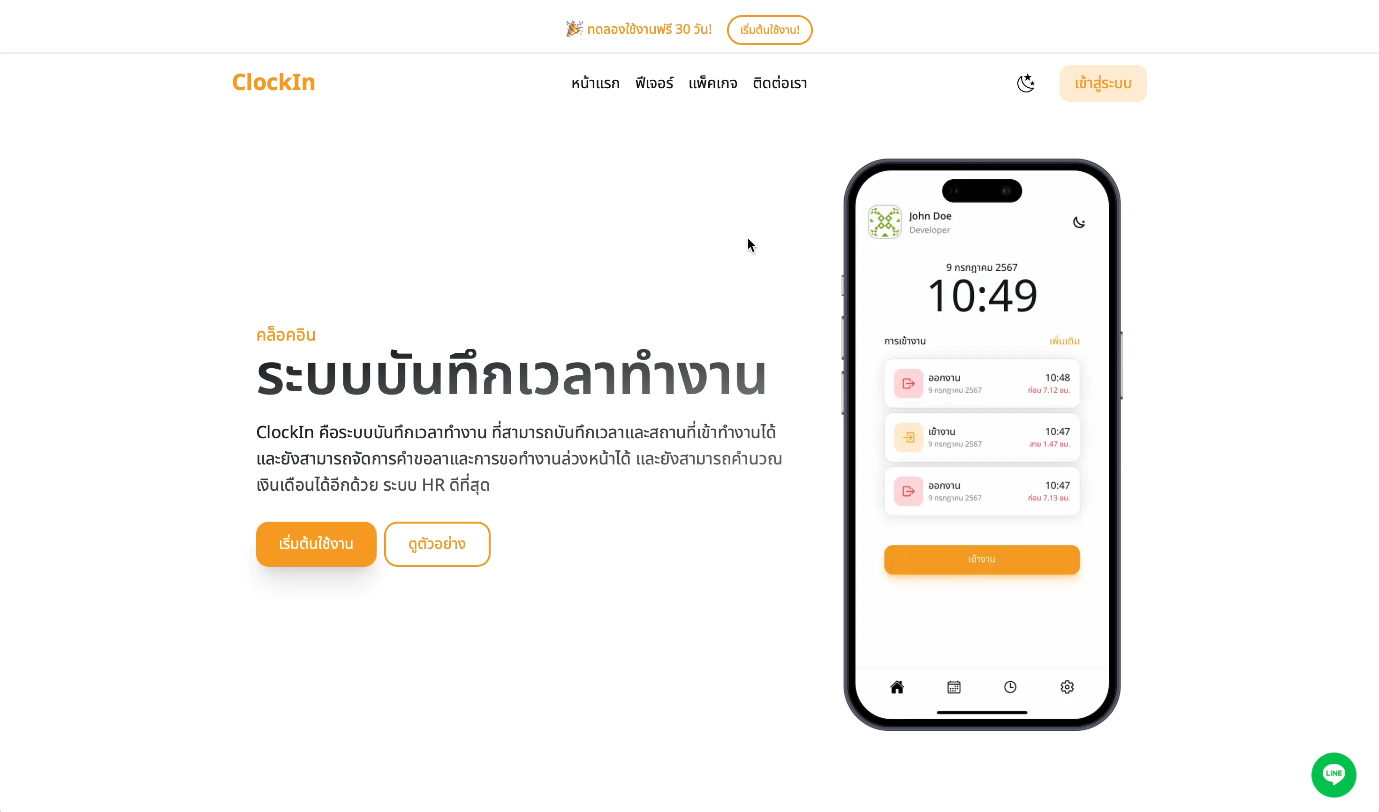 🎉 ทดลองใช้งานฟรี 30 วัน! เริ่มต้นใช้งาน!
ClockIn หน้าแรก ฟีเจอร์ แพ็คเกจ ติดต่อเรา เข้าสู่ระบบ
คล็อคอิน
ระบบบันทึกเวลาทำงาน
ClockIn คือระบบบันทึกเวลาทำงาน ที่สามารถบันทึกเวลาและสถานที่เข้าทำงานได้
และยังสามารถจัดการคำขอลาและการขอทำงานล่วงหน้าได้ และยังสามารถคำนวณ
เงินเดือนได้อีกด้วย ระบบ HR ดีที่สุด
เริ่มต้นใช้งาน ดูตัวอย่าง
John Doe
Developer
9 กรกฎาคม 2567
10:49
การเข้างาน เพิ่มเติม
ออกงาน 10:48
9 กรกฎาคม 2567 ก่อน 7.12 ชม.
เข้างาน 10:47
9 กรกฎาคม 2567 สาย 1.47 ชม.
ออกงาน 10:47
9 กรกฎาคม 2567 ก่อน 7.13 ชม.
เข้างาน
LINE